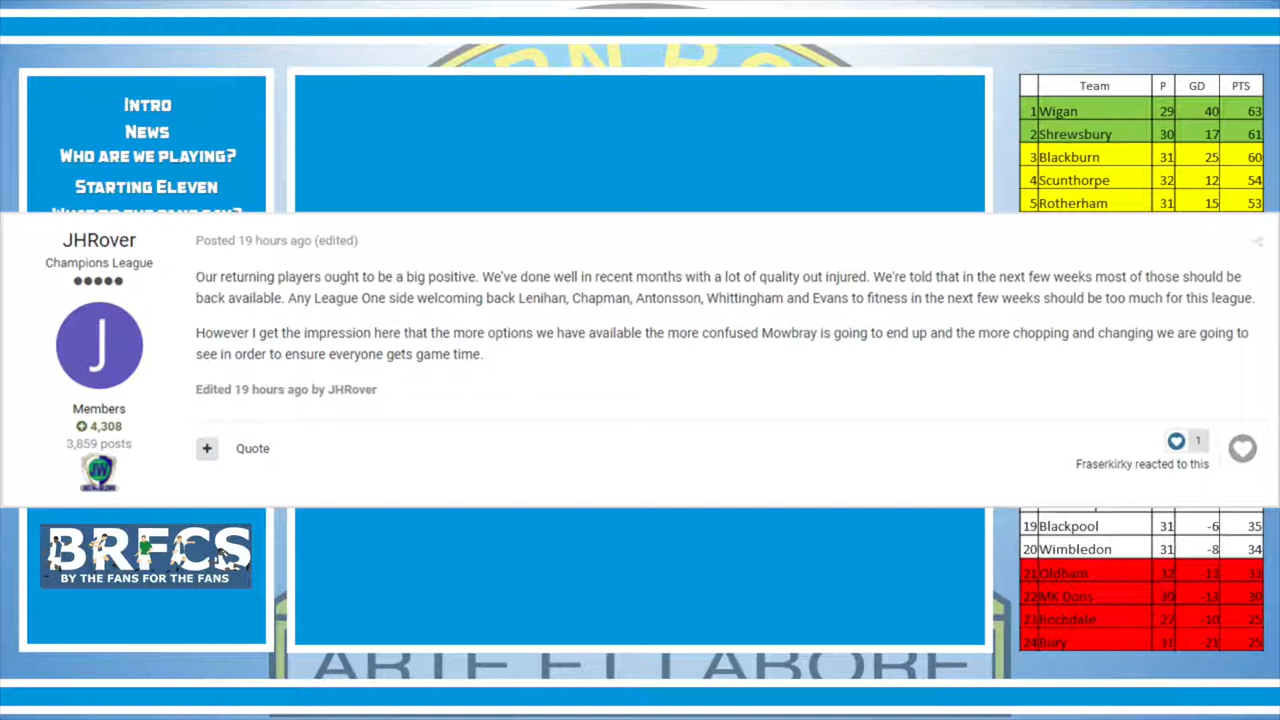 INTRO
NEWS
WHO ARE WE PLAYING?
STARTING ELEVEN
Team P GD PTS
1 Wigan 29 40 63
2 Shrewsbury 30 17 61
3 Blackburn 31 25 60
4 Scunthorpe 32 12 54
5 Rotherham 31 15 53
JHRover
Champions League
J
Members
4,308
3,859 posts
Posted 19 hours ago (edited)
Our returning players ought to be a big positive. We've done well in recent months with a lot of quality out injured. We're told that in the next few weeks most of those should be
back available. Any League One side welcoming back Lenihan, Chapman, Antonsson, Whittingham and Evans to fitness in the next few weeks should be too much for this league.
However I get the impression here that the more options we have available the more confused Mowbray is going to end up and the more chopping and changing we are going to
see in order to ensure everyone gets game time.
Edited 19 hours ago by JHRover
+ Quote
1
Fraserkirky reacted to this
BRFCS
BY THE FANS FOR THE FANS
19 Blackpool 31 -6 35
20 Wimbledon 31 -8 34
21 Oldham 32 -13 33
22 MK Dons 30 -13 30
23 Rochdale 27 -10 25
24 Bury 31 -21 25
ARTE ET LABORE